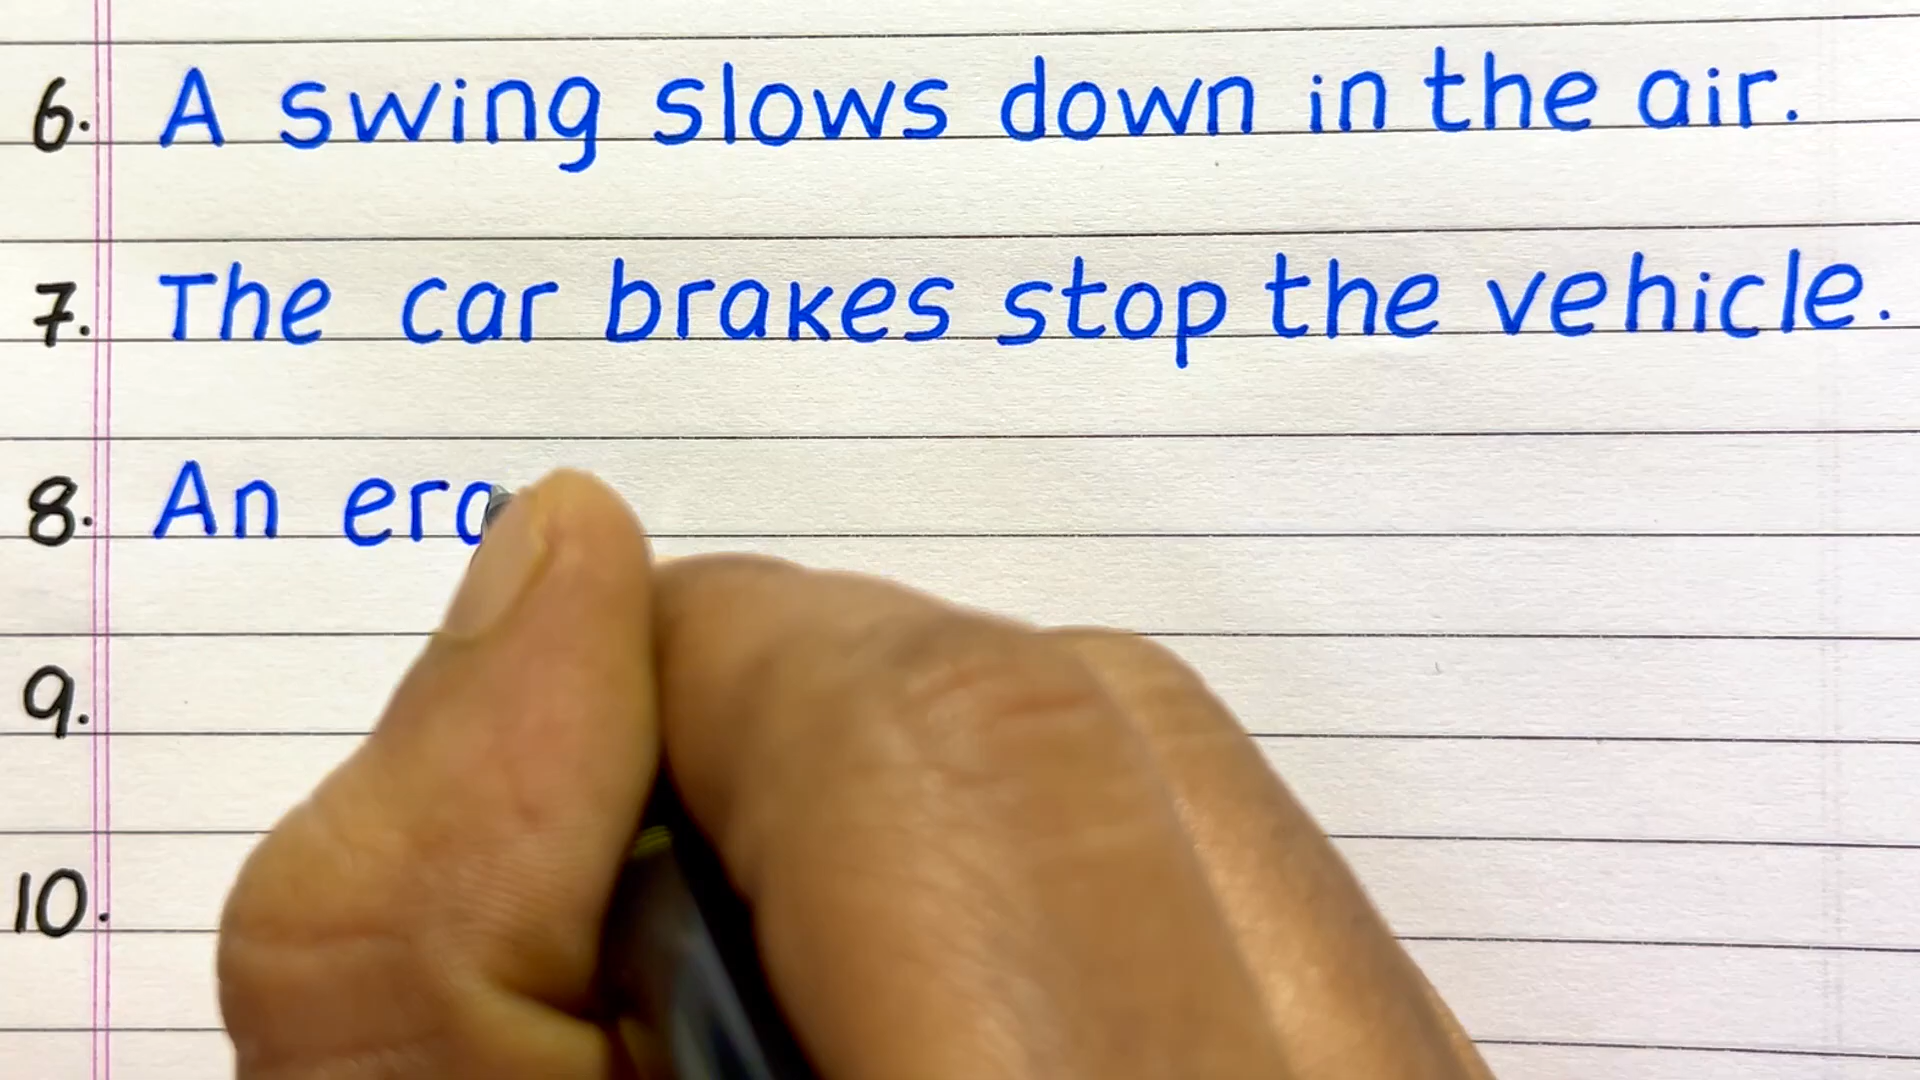 6. A swing slows down in the air.
7. The car brakes stop the vehicle.
8. An era
9.
10.